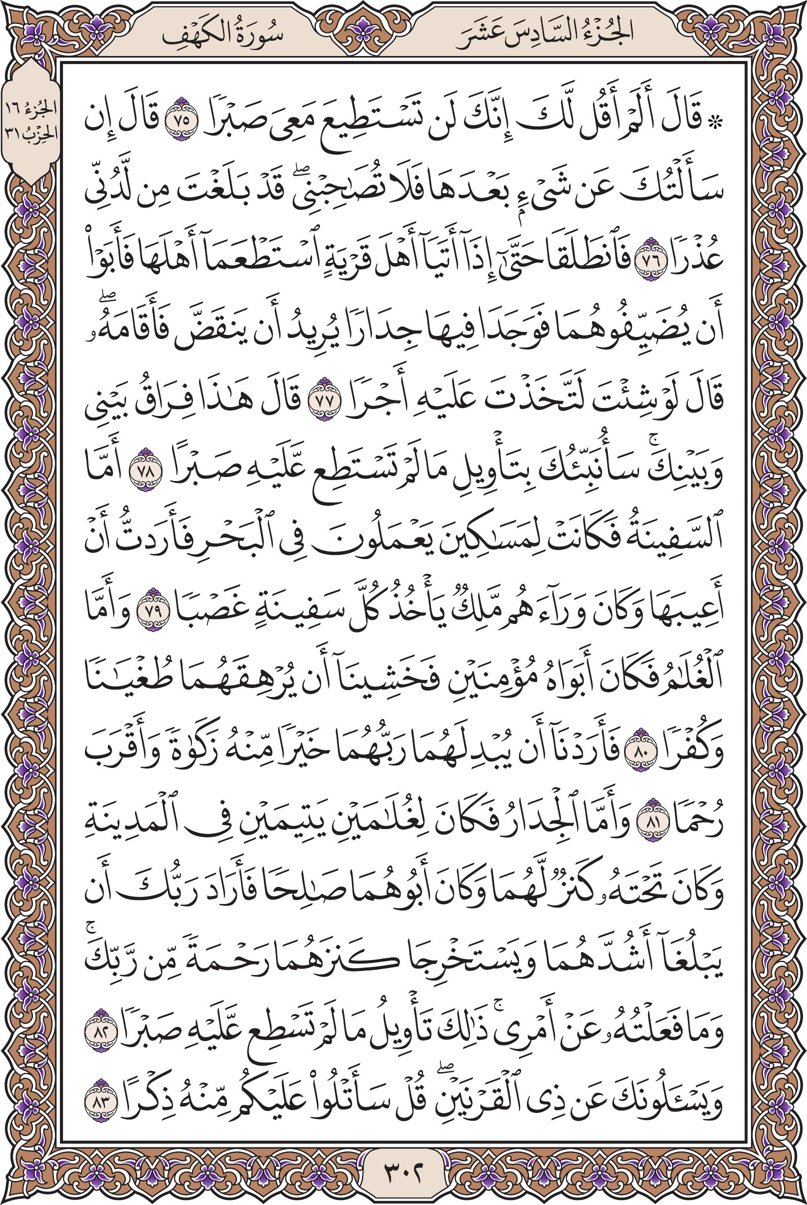 الجُزْءُ السَّادِسَ عَشَرَ
سُورَةُ الكَهْفِ
الجُزءُ ١٦
الحِزْبُ ٣١
۞ قَالَ أَلَمۡ أَقُل لَّكَ إِنَّكَ لَن تَسۡتَطِيعَ مَعِيَ صَبۡرٗا ٧٥ قَالَ إِن
سَأَلۡتُكَ عَن شَيۡءِۭ بَعۡدَهَا فَلَا تُصَٰحِبۡنِيۖ قَدۡ بَلَغۡتَ مِن لَّدُنِّي
عُذۡرٗا ٧٦ فَٱنطَلَقَا حَتَّىٰٓ إِذَآ أَتَيَآ أَهۡلَ قَرۡيَةٍ ٱسۡتَطۡعَمَآ أَهۡلَهَا فَأَبَوۡاْ
أَن يُضَيِّفُوهُمَا فَوَجَدَا فِيهَا جِدَارٗا يُرِيدُ أَن يَنقَضَّ فَأَقَامَهُۥۖ
قَالَ لَوۡ شِئۡتَ لَتَّخَذۡتَ عَلَيۡهِ أَجۡرٗا ٧٧ قَالَ هَٰذَا فِرَاقُ بَيۡنِي
وَبَيۡنِكَۚ سَأُنَبِّئُكَ بِتَأۡوِيلِ مَا لَمۡ تَسۡتَطِع عَّلَيۡهِ صَبۡرًا ٧٨ أَمَّا
ٱلسَّفِينَةُ فَكَانَتۡ لِمَسَٰكِينَ يَعۡمَلُونَ فِي ٱلۡبَحۡرِ فَأَرَدتُّ أَنۡ
أَعِيبَهَا وَكَانَ وَرَآءَهُم مَّلِكٞ يَأۡخُذُ كُلَّ سَفِينَةٍ غَصۡبٗا ٧٩ وَأَمَّا
ٱلۡغُلَٰمُ فَكَانَ أَبَوَاهُ مُؤۡمِنَيۡنِ فَخَشِينَآ أَن يُرۡهِقَهُمَا طُغۡيَٰنٗا
وَكُفۡرٗا ٨٠ فَأَرَدۡنَآ أَن يُبۡدِلَهُمَا رَبُّهُمَا خَيۡرٗا مِّنۡهُ زَكَوٰةٗ وَأَقۡرَبَ
رُحۡمٗا ٨١ وَأَمَّا ٱلۡجِدَارُ فَكَانَ لِغُلَٰمَيۡنِ يَتِيمَيۡنِ فِي ٱلۡمَدِينَةِ
وَكَانَ تَحۡتَهُۥ كَنزٞ لَّهُمَا وَكَانَ أَبُوهُمَا صَٰلِحٗا فَأَرَادَ رَبُّكَ أَن
يَبۡلُغَآ أَشُدَّهُمَا وَيَسۡتَخۡرِجَا كَنزَهُمَا رَحۡمَةٗ مِّن رَّبِّكَۚ
وَمَا فَعَلۡتُهُۥ عَنۡ أَمۡرِيۚ ذَٰلِكَ تَأۡوِيلُ مَا لَمۡ تَسۡطِع عَّلَيۡهِ صَبۡرٗا ٨٢
وَيَسۡـَٔلُونَكَ عَن ذِي ٱلۡقَرۡنَيۡنِۖ قُلۡ سَأَتۡلُواْ عَلَيۡكُم مِّنۡهُ ذِكۡرًا ٨٣
٣٠٢